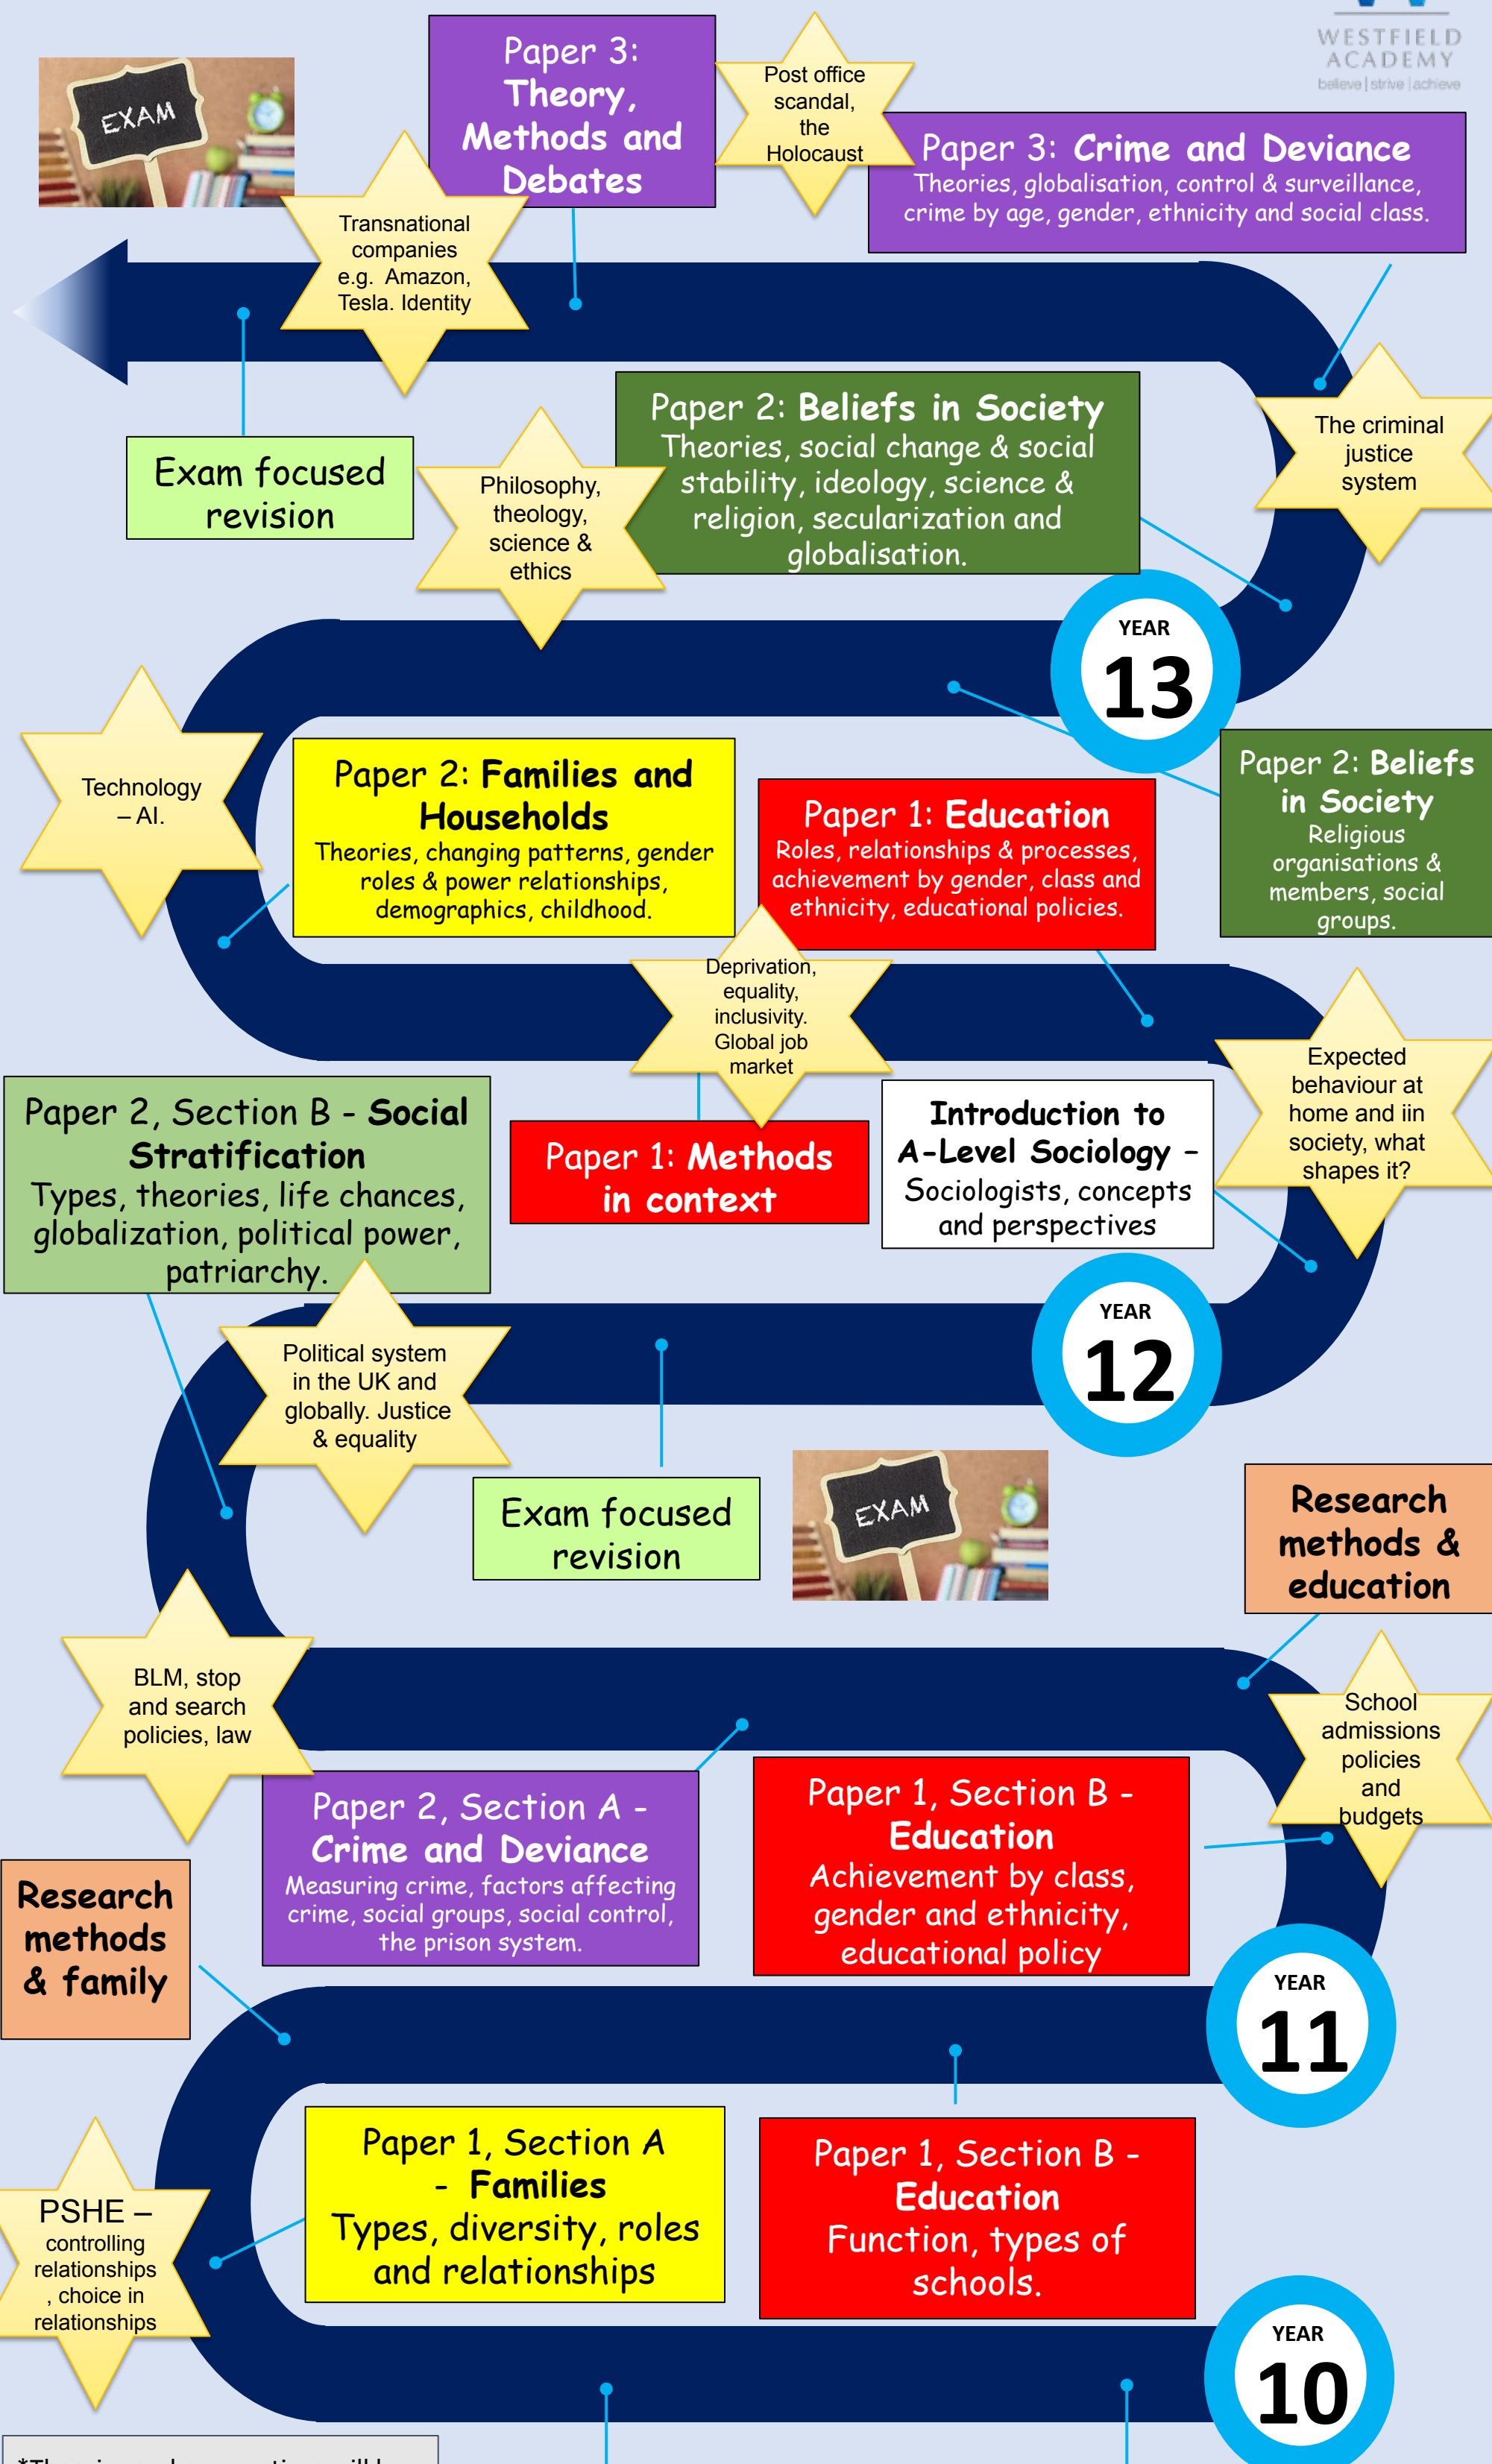 WESTFIELD
ACADEMY
believe | strive | achieve
Paper 3:
Theory,
Methods and
Debates
Post office
scandal,
the
Holocaust
EXAM
Paper 3: Crime and Deviance
Theories, globalisation, control & surveillance,
crime by age, gender, ethnicity and social class.
Transnational
companies
e.g. Amazon,
Tesla. Identity
Exam focused
revision
Philosophy,
theology,
science &
ethics
Paper 2: Beliefs in Society
Theories, social change & social
stability, ideology, science &
religion, secularization and
globalisation.
The criminal
justice
system
YEAR
13
Technology
– AI.
Paper 2: Families and
Households
Theories, changing patterns, gender
roles & power relationships,
demographics, childhood.
Paper 1: Education
Roles, relationships & processes,
achievement by gender, class and
ethnicity, educational policies.
Paper 2: Beliefs
in Society
Religious
organisations &
members, social
groups.
Deprivation,
equality,
inclusivity.
Global job
market
Expected
behaviour at
home and iin
society, what
shapes it?
Paper 2, Section B - Social
Stratification
Types, theories, life chances,
globalization, political power,
patriarchy.
Paper 1: Methods
in context
Introduction to
A-Level Sociology –
Sociologists, concepts
and perspectives
YEAR
12
Political system
in the UK and
globally. Justice
& equality
Exam focused
revision
EXAM
Research
methods &
education
BLM, stop
and search
policies, law
School
admissions
policies
and
budgets
Paper 2, Section A -
Crime and Deviance
Measuring crime, factors affecting
crime, social groups, social control,
the prison system.
Paper 1, Section B -
Education
Achievement by class,
gender and ethnicity,
educational policy
Research
methods
& family
YEAR
11
PSHE –
controlling
relationships
, choice in
relationships
Paper 1, Section A
- Families
Types, diversity, roles
and relationships
Paper 1, Section B -
Education
Function, types of
schools.
YEAR
10